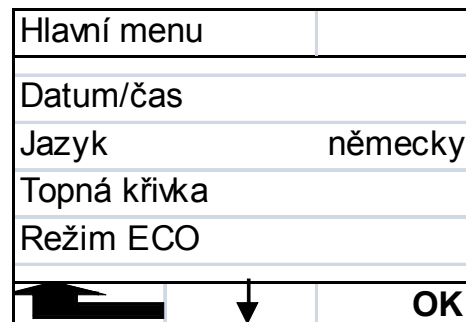 Hlavní menu
Datum/čas
Jazyk německy
Topná křivka
Režim ECO
OK